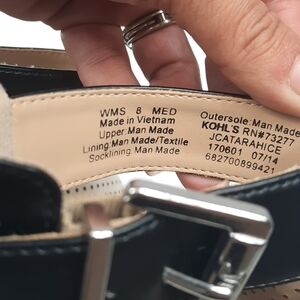 WMS 8 MED
Made in Vietnam
Upper:Man Made
Lining:Man Made/Textile
Socklining:Man Made
Outersole:Man Made
KOHL'S RN#73277
JCATARAHICE
170601 07/14
682700899421